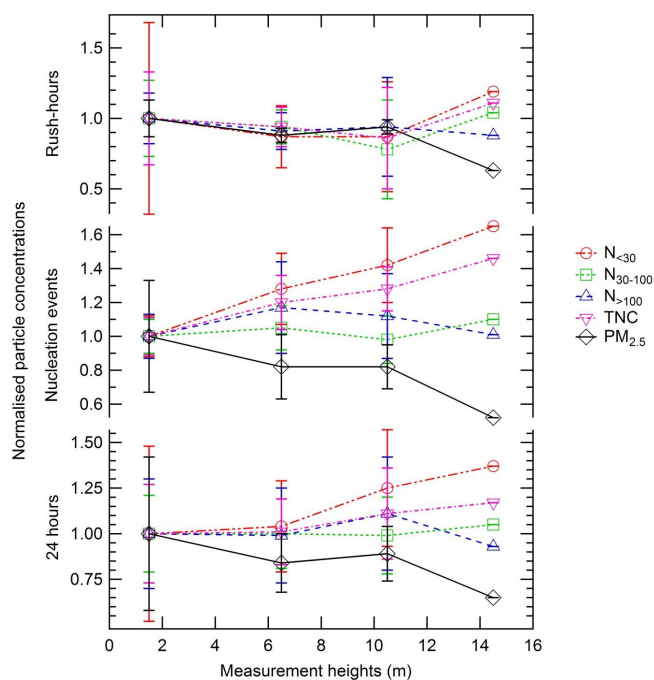 Normalised particle concentrations
Rush-hours
1.5
1.0
0.5
Nucleation events
1.6
1.4
1.2
1.0
0.8
0.6
24 hours
1.50
1.25
1.00
0.75
0 2 4 6 8 10 12 14 16
Measurement heights (m)
N<30
N30-100
N>100
TNC
PM2.5